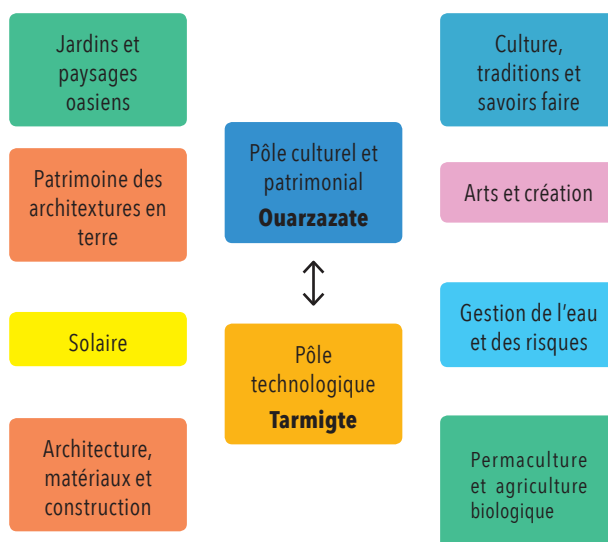 Jardins et
paysages
oasiens
Culture,
traditions et
savoirs faire
Pôle culturel et
patrimonial
Ouarzazate
Patrimoine des
architextures en
terre
Arts et création
Solaire
Gestion de l'eau
et des risques
Pôle
technologique
Tarmigte
Architecture,
matériaux et
construction
Permaculture
et agriculture
biologique